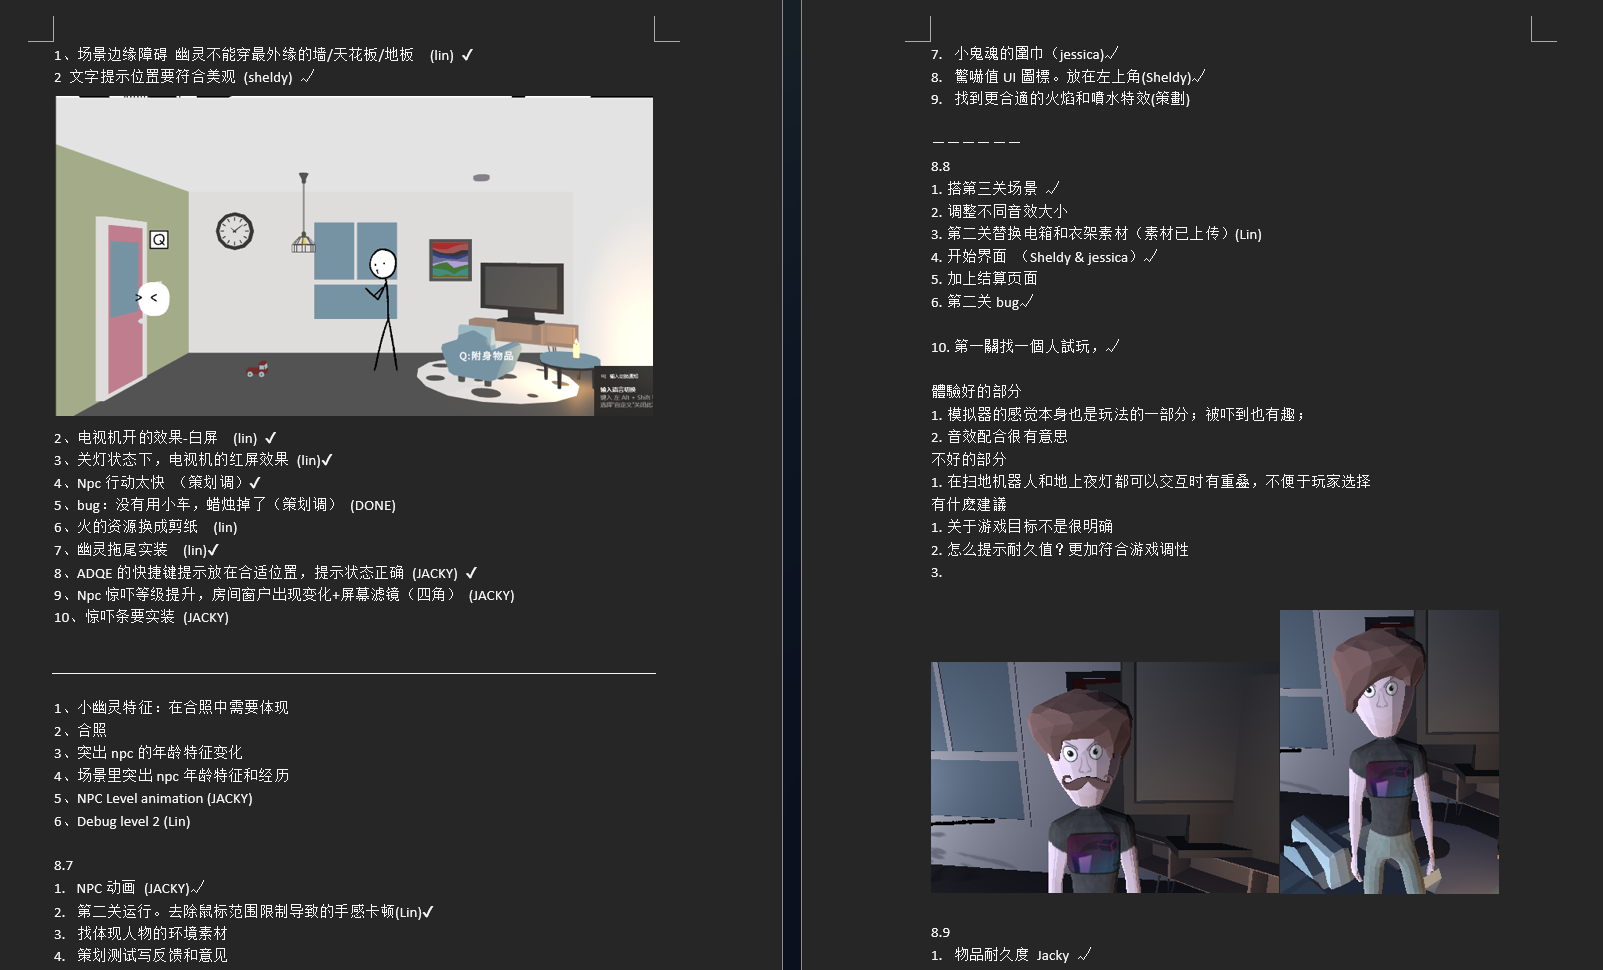 1、场景边缘障碍 幽灵不能穿最外缘的墙/天花板/地板 (lin) ✔
2 文字提示位置要符合美观 (sheldy) ✓
Q
> <
Q:附身物品
输入语言切换
键入 左 Alt + Shift
2、电视机开的效果-白屏 (lin) ✔
3、关灯状态下，电视机的红屏效果 (lin)✔
4、Npc 行动太快 （策划调）✔
5、bug：没有用小车，蜡烛掉了（策划调） (DONE)
6、火的资源换成剪纸 (lin)
7、幽灵拖尾实装 (lin)✔
8、ADQE 的快捷键提示放在合适位置，提示状态正确 (JACKY) ✔
9、Npc 惊吓等级提升，房间窗户出现变化+屏幕滤镜（四角） (JACKY)
10、惊吓条要实装 (JACKY)
1、小幽灵特征：在合照中需要体现
2、合照
3、突出 npc 的年龄特征变化
4、场景里突出 npc 年龄特征和经历
5、NPC Level animation (JACKY)
6、Debug level 2 (Lin)
8.7
1. NPC 动画 (JACKY)✓
2. 第二关运行。去除鼠标范围限制导致的手感卡顿(Lin)✔
3. 找体现人物的环境素材
4. 策划测试写反馈和意见
7. 小鬼魂的圍巾（jessica)✓
8. 驚嚇值 UI 圖標。放在左上角(Sheldy)✓
9. 找到更合適的火焰和噴水特效(策劃)
——————
8.8
1. 搭第三关场景 ✓
2. 调整不同音效大小
3. 第二关替换电箱和衣架素材（素材已上传）(Lin)
4. 开始界面 （Sheldy & jessica）✓
5. 加上结算页面
6. 第二关 bug✓
10. 第一關找一個人試玩，✓
體驗好的部分
1. 模拟器的感觉本身也是玩法的一部分；被吓到也有趣；
2. 音效配合很有意思
不好的部分
1. 在扫地机器人和地上夜灯都可以交互时有重叠，不便于玩家选择
有什麽建議
1. 关于游戏目标不是很明确
2. 怎么提示耐久值？更加符合游戏调性
3.
8.9
1. 物品耐久度 Jacky ✓